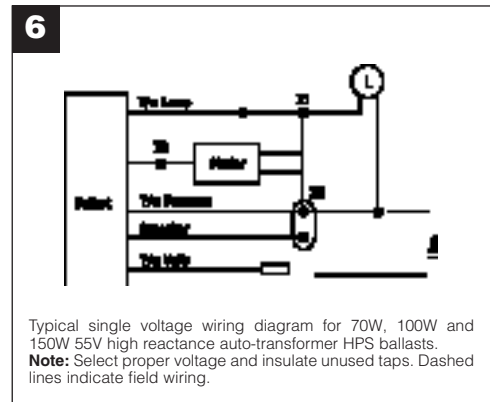 6
L
Typical single voltage wiring diagram for 70W, 100W and
150W 55V high reactance auto-transformer HPS ballasts.
Note: Select proper voltage and insulate unused taps. Dashed
lines indicate field wiring.